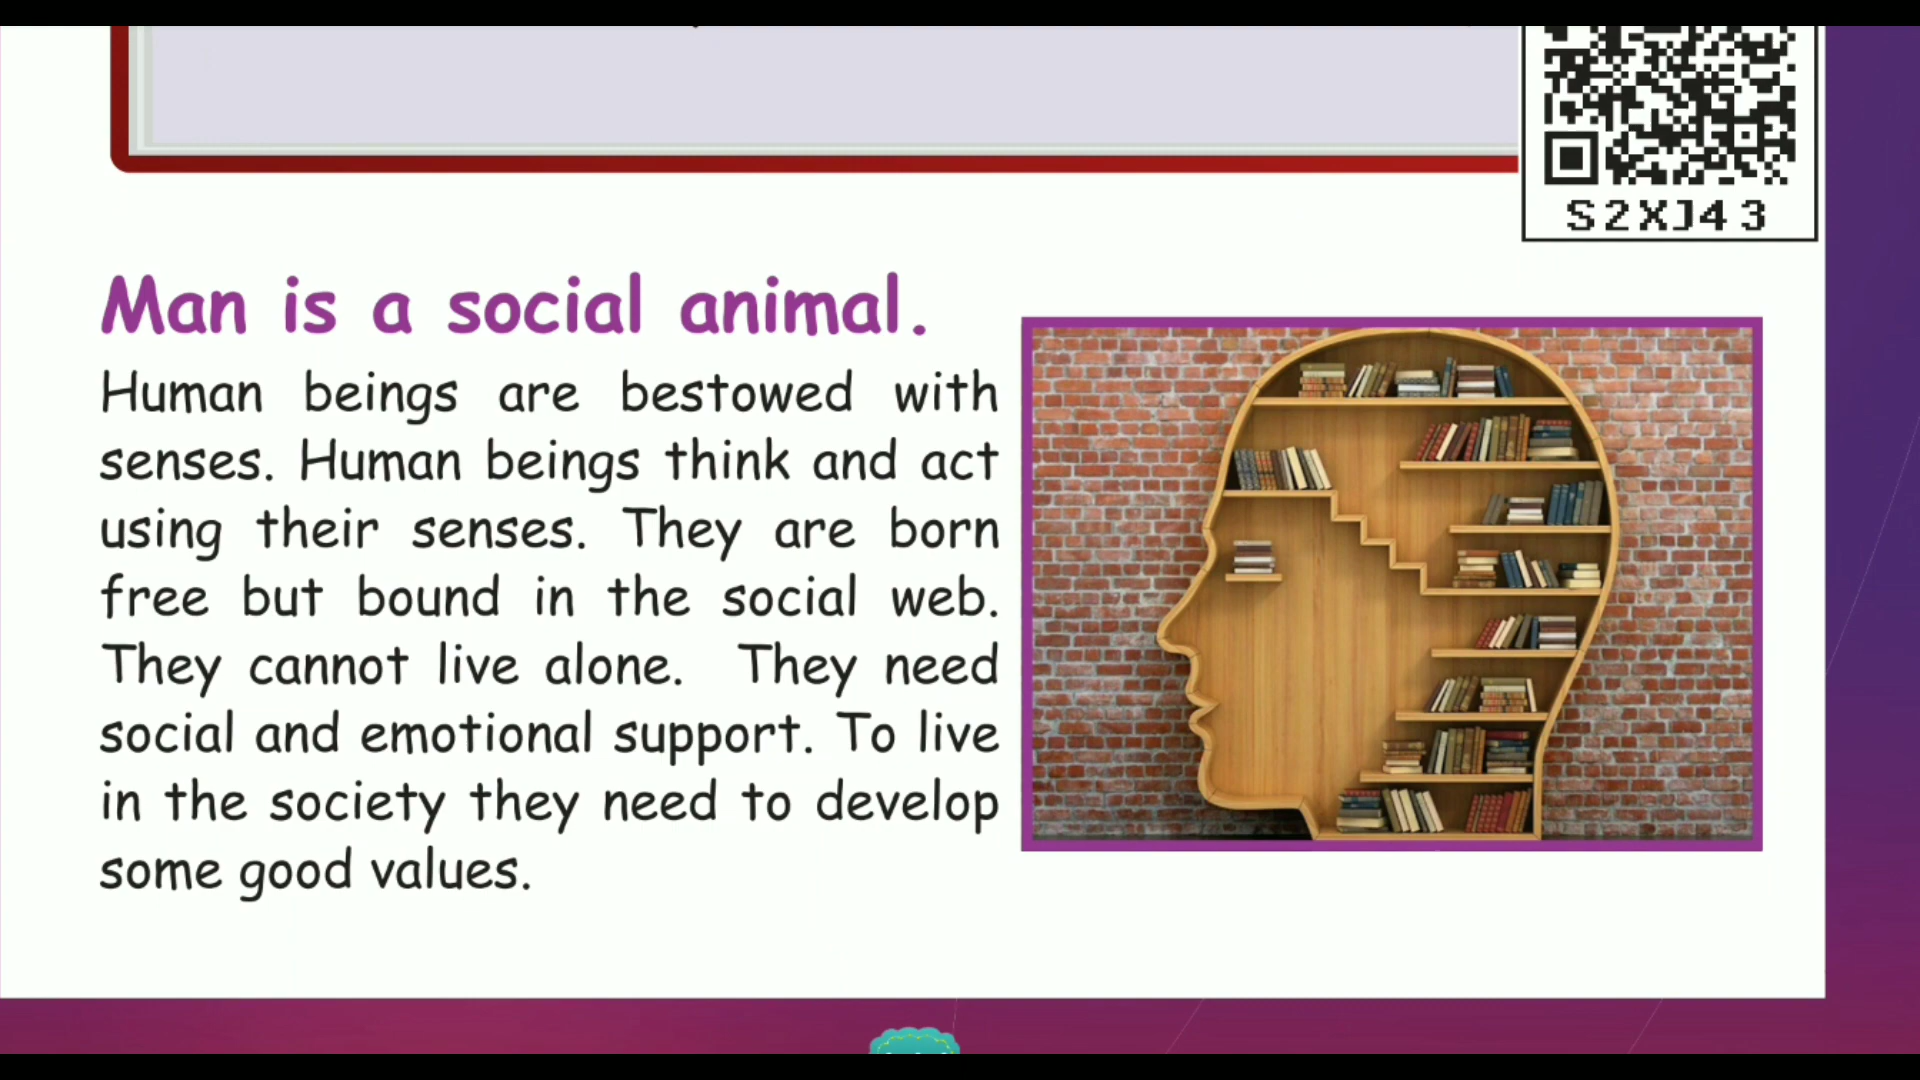 S2XJ43
Man is a social animal.
Human beings are bestowed with
senses. Human beings think and act
using their senses. They are born
free but bound in the social web.
They cannot live alone. They need
social and emotional support. To live
in the society they need to develop
some good values.